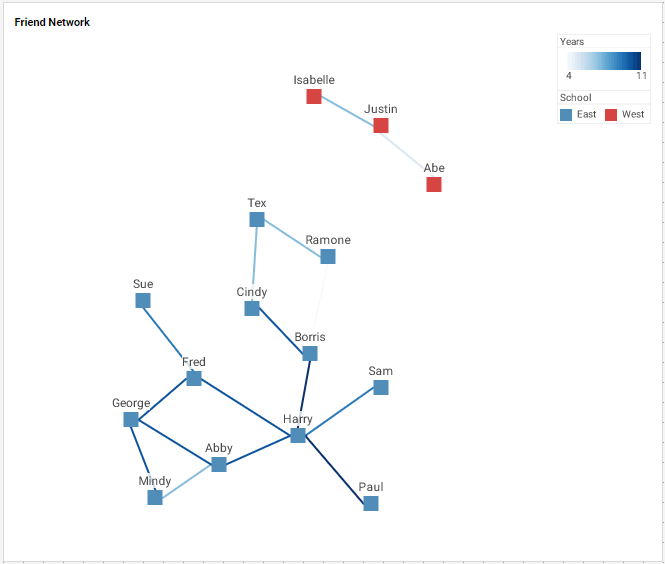 Friend Network
Years
4 11
School
East West
Isabelle
Justin
Abe
Tex
Ramone
Sue
Cindy
Borris
Fred
Sam
George
Harry
Abby
Mindy
Paul